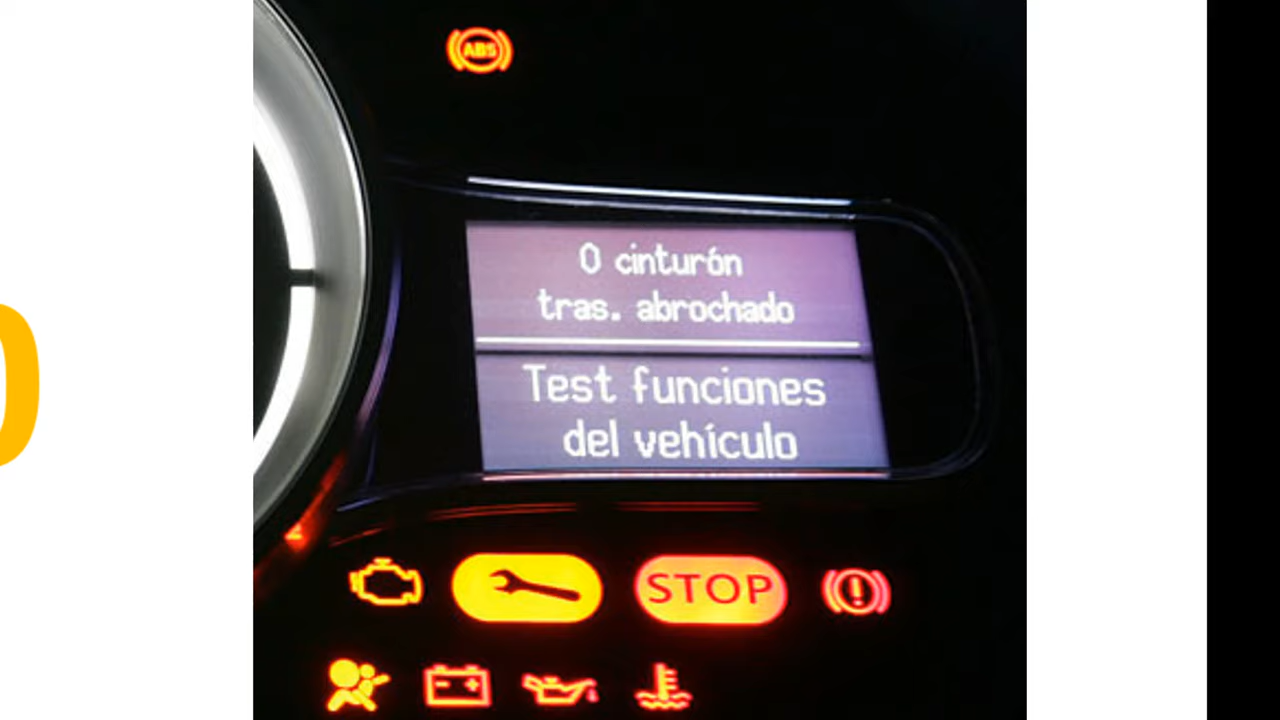 ABS
0 cinturón
tras. abrochado
Test funciones
del vehículo
STOP